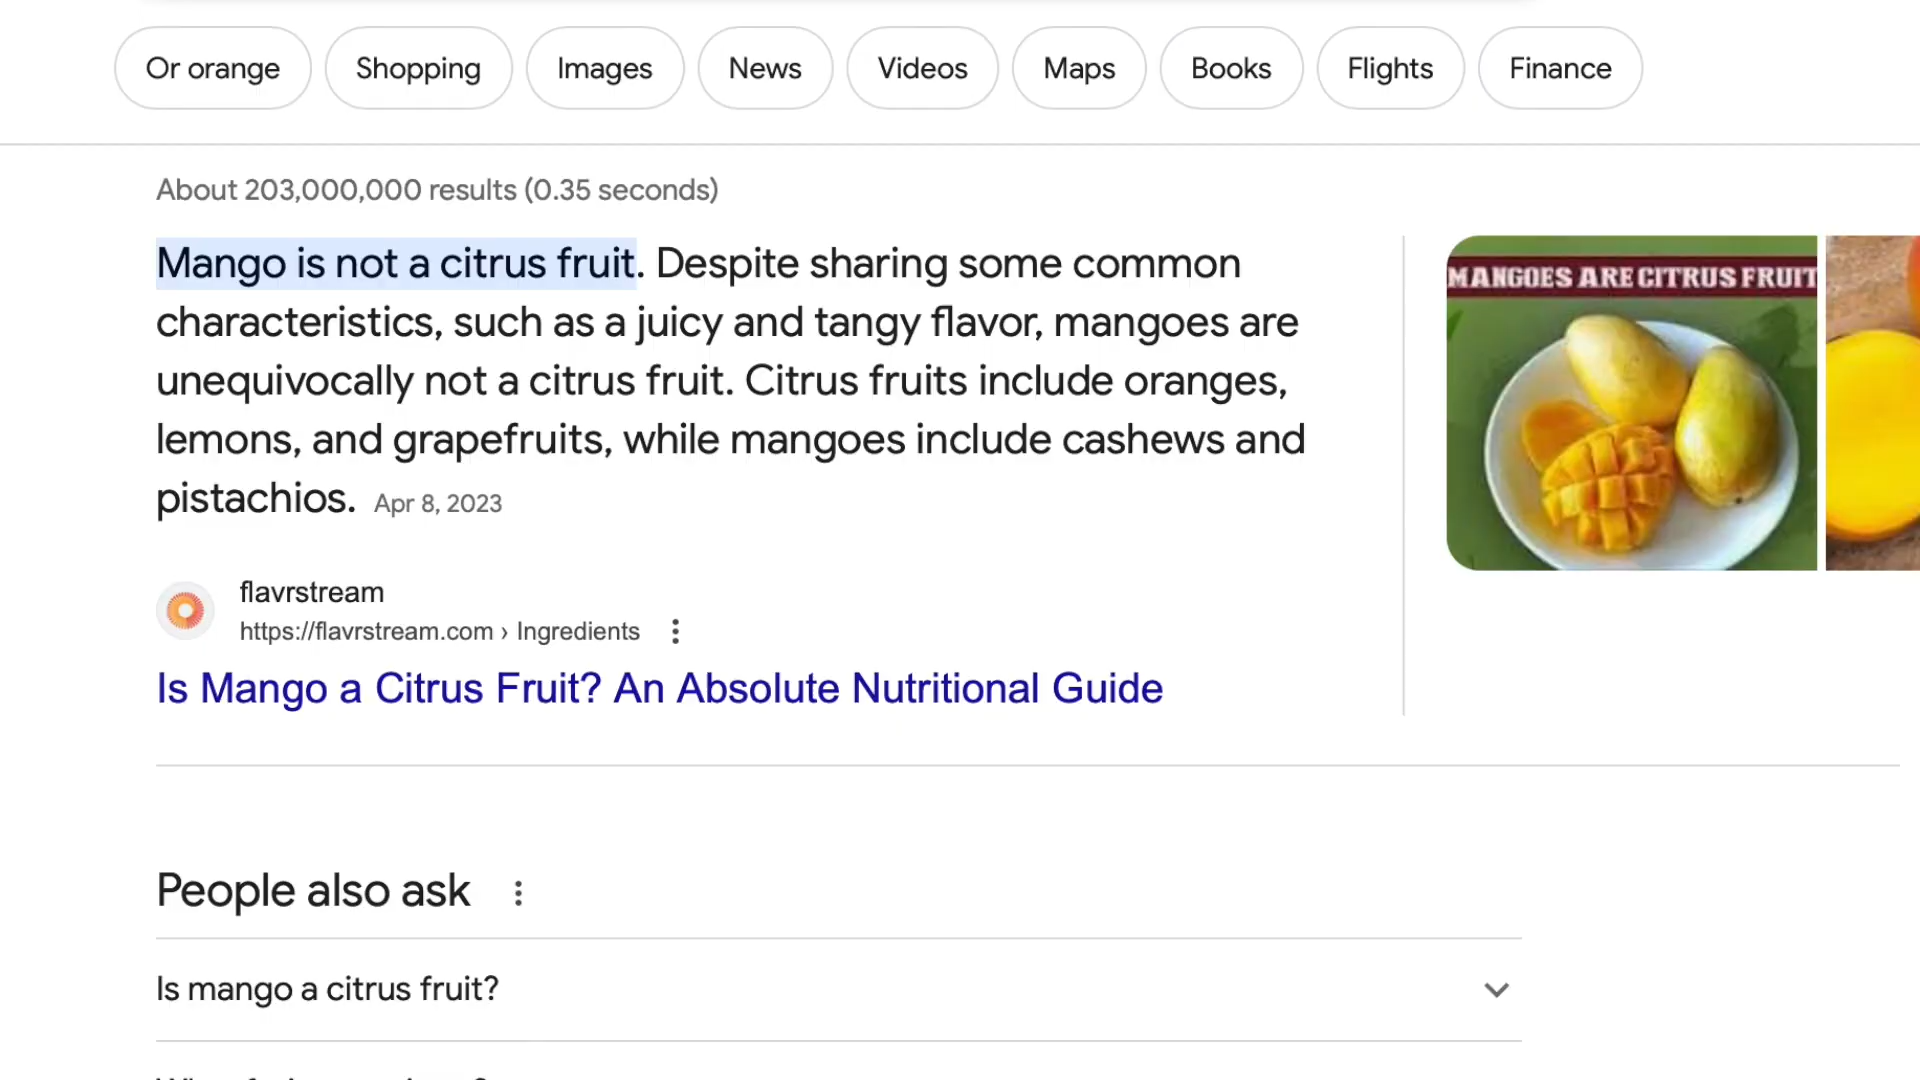 Or orange
Shopping
Images
News
Videos
Maps
Books
Flights
Finance
About 203,000,000 results (0.35 seconds)
Mango is not a citrus fruit. Despite sharing some common
characteristics, such as a juicy and tangy flavor, mangoes are
unequivocally not a citrus fruit. Citrus fruits include oranges,
lemons, and grapefruits, while mangoes include cashews and
pistachios. Apr 8, 2023
MANGOES ARE CITRUS FRUIT
flavrstream
https://flavrstream.com › Ingredients
Is Mango a Citrus Fruit? An Absolute Nutritional Guide
People also ask
Is mango a citrus fruit?